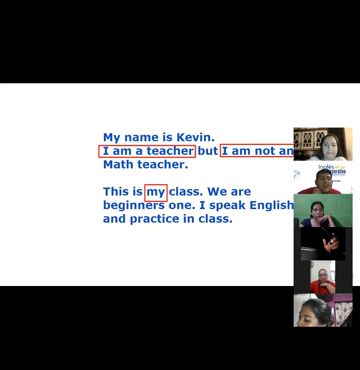 My name is Kevin.
I am a teacher but I am not an
Math teacher.
This is my class. We are
beginners one. I speak English
and practice in class.
Inglés